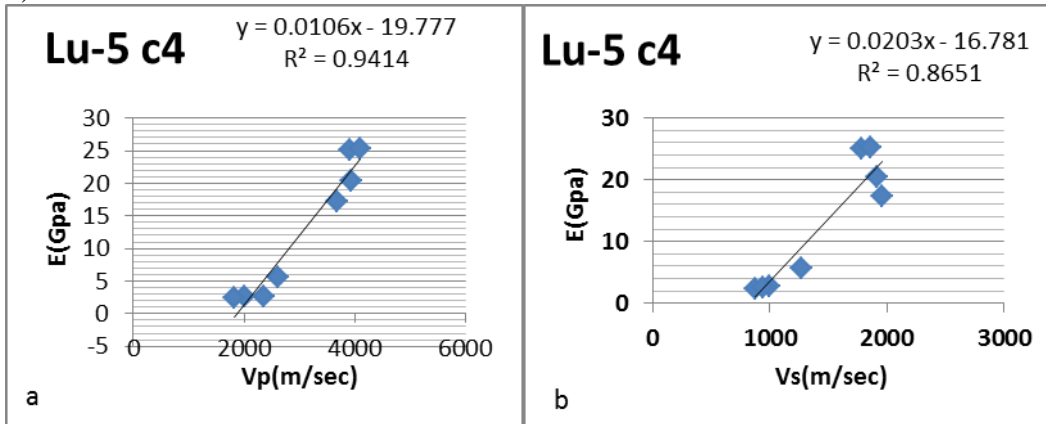 Lu-5 c4
y = 0.0106x - 19.777
R² = 0.9414
30
25
20
15
10
5
0
-5
E(Gpa)
0
2000
4000
6000
Vp(m/sec)
a
Lu-5 c4
y = 0.0203x - 16.781
R² = 0.8651
30
20
10
0
E(Gpa)
0
1000
2000
3000
Vs(m/sec)
b